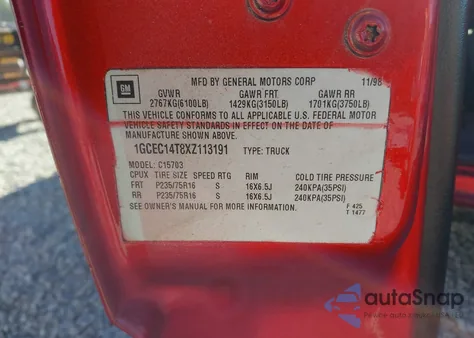 GM
MFD BY GENERAL MOTORS CORP 11/98
GVWR GAWR FRT GAWR RR
2767KG(6100LB) 1429KG(3150LB) 1701KG(3750LB)
THIS VEHICLE CONFORMS TO ALL APPLICABLE U.S. FEDERAL MOTOR
VEHICLE SAFETY STANDARDS IN EFFECT ON THE DATE OF
MANUFACTURE SHOWN ABOVE.
1GCEC14T8XZ113191 TYPE: TRUCK
MODEL: C15703
CPUX TIRE SIZE SPEED RTG RIM COLD TIRE PRESSURE
FRT P235/75R16 S 16X6.5J 240KPA(35PSI)
RR P235/75R16 S 16X6.5J 240KPA(35PSI)
SEE OWNER'S MANUAL FOR MORE INFORMATION.
F 425
T 1477
autoSnap